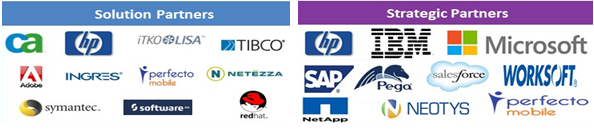 Solution Partners
ca
hp
iTKO LISA
TIBCO
Adobe
INGRES
perfecto mobile
NETEZZA
symantec.
software AG
redhat.
Strategic Partners
hp
IBM
Microsoft
SAP
Pega
salesforce
WORKSOFT
NetApp
NEOTYS
perfecto mobile